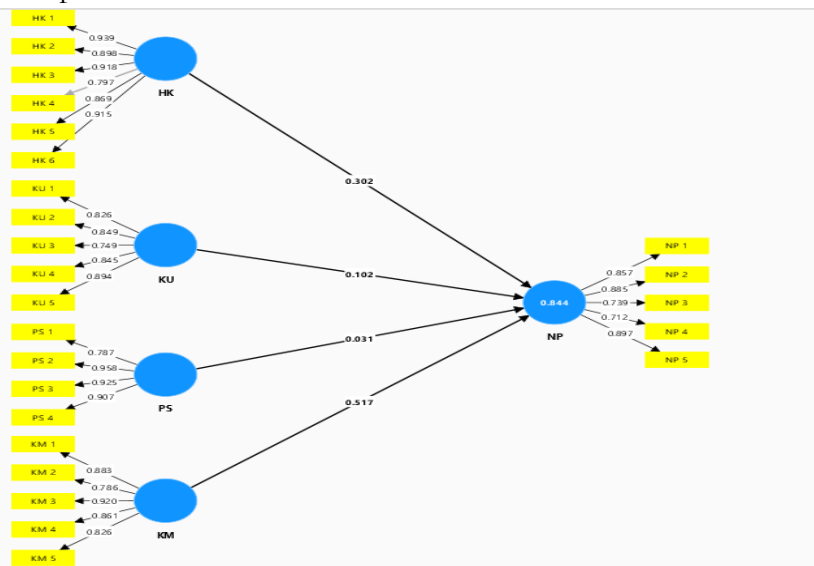 HK 1
HK 2
HK 3
HK 4
HK 5
HK 6
0.939
0.898
0.918
0.797
0.869
0.915
HK
KU 1
KU 2
KU 3
KU 4
KU 5
0.826
0.849
0.749
0.845
0.894
KU
PS 1
PS 2
PS 3
PS 4
0.787
0.958
0.925
0.907
PS
KM 1
KM 2
KM 3
KM 4
KM 5
0.883
0.786
0.920
0.861
0.826
KM
0.302
0.102
0.031
0.517
0.844
NP
0.857
0.885
0.739
0.712
0.897
NP 1
NP 2
NP 3
NP 4
NP 5